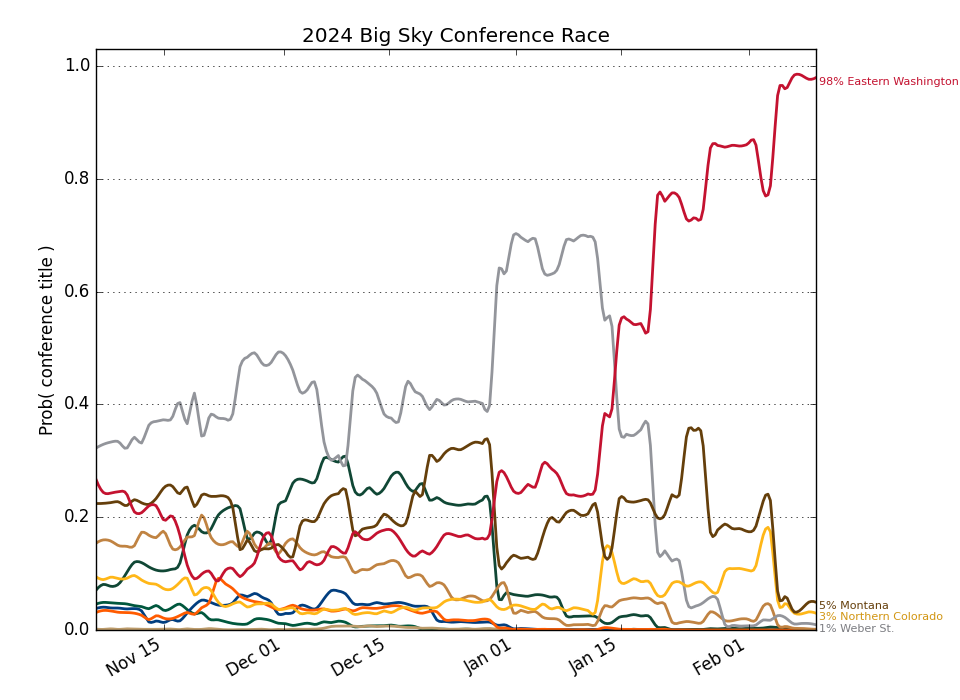 2024 Big Sky Conference Race
Prob( conference title )
1.0
0.8
0.6
0.4
0.2
0.0
Nov 15
Dec 01
Dec 15
Jan 01
Jan 15
Feb 01
98% Eastern Washington
5% Montana
3% Northern Colorado
1% Weber St.